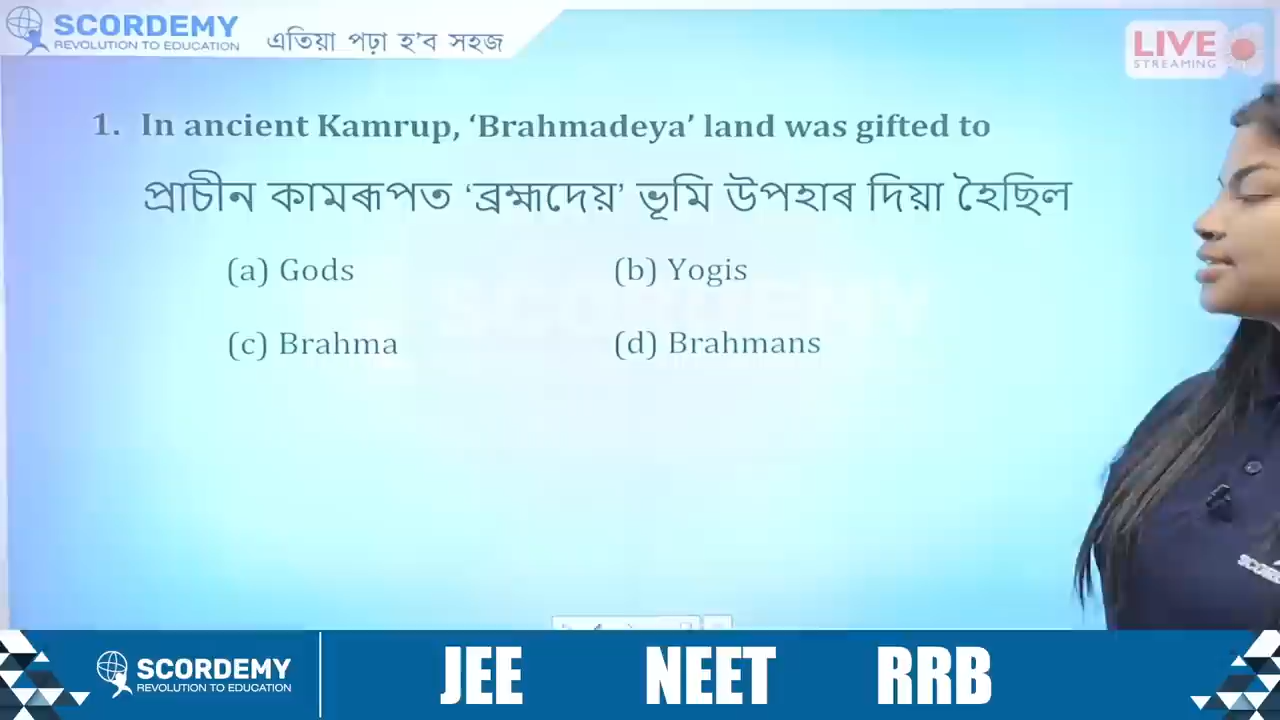 SCORDEMY
REVOLUTION TO EDUCATION
এতিয়া পঢ়া হ'ব সহজ
LIVE
STREAMING
1. In ancient Kamrup, ‘Brahmadeya’ land was gifted to
প্ৰাচীন কামৰূপত ‘ব্ৰহ্মদেয়’ ভূমি উপহাৰ দিয়া হৈছিল
(a) Gods
(b) Yogis
(c) Brahma
(d) Brahmans
SCORDEMY
REVOLUTION TO EDUCATION
JEE NEET RRB